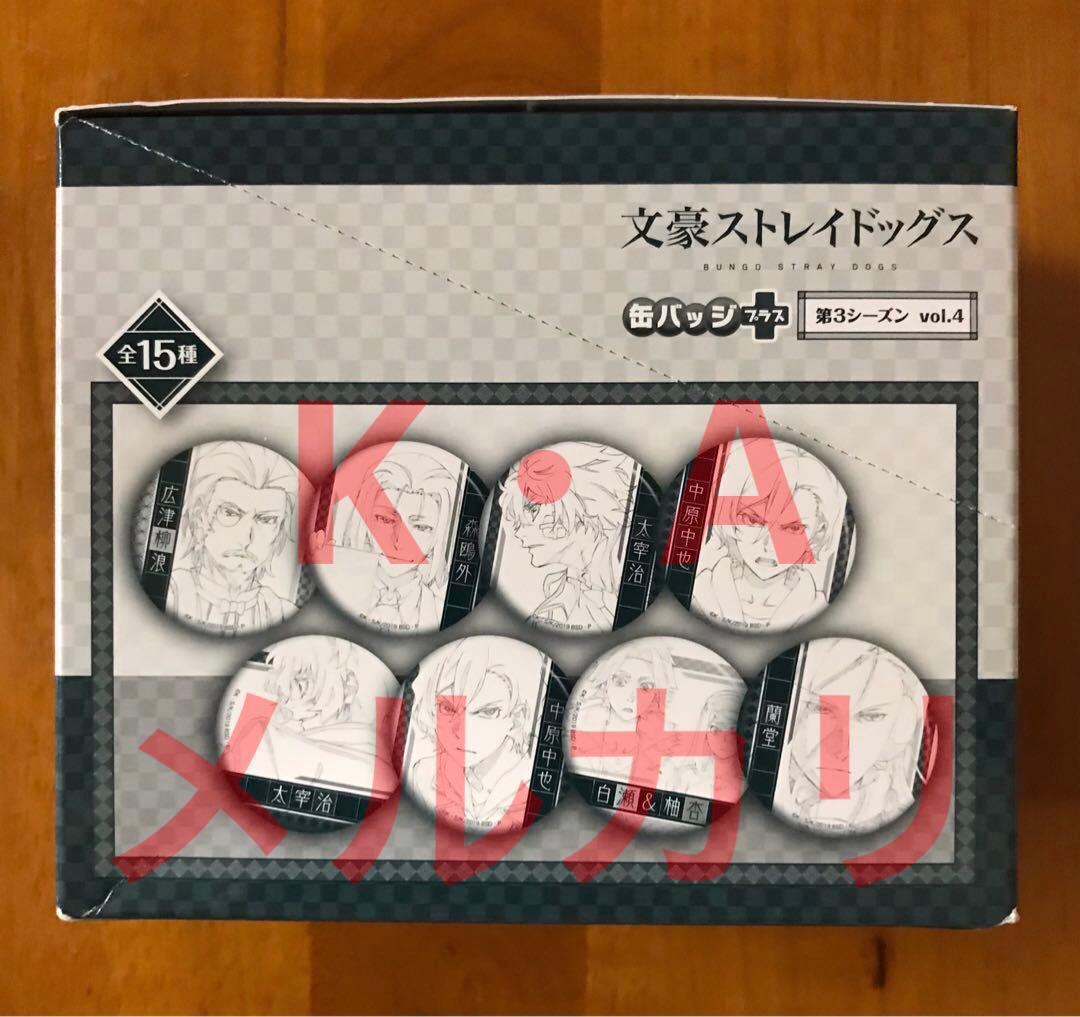 文豪ストレイドッグス
BUNGO STRAY DOGS
缶バッジプラス
第3シーズン vol.4
全15種
K・A
広津柳浪
森鴎外
太宰治
中原中也
メルカリ
太宰治
中原中也
白瀬&柚杏
蘭堂